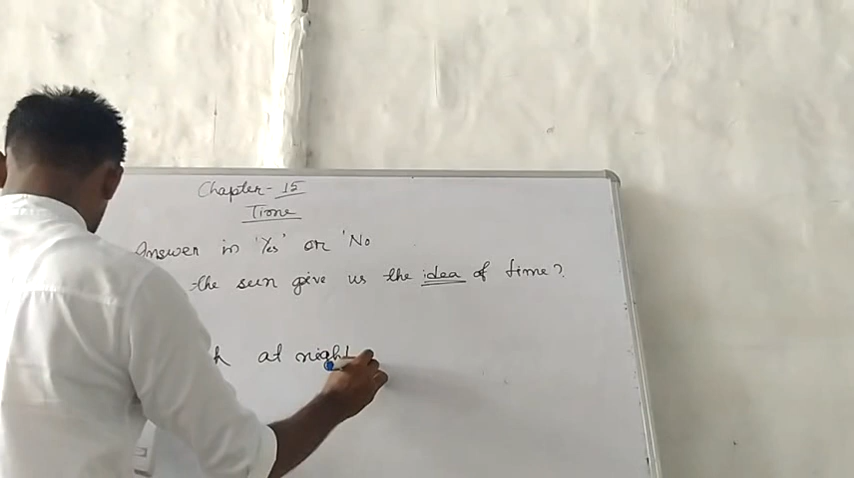 Chapter- 15
Time
Answer in 'Yes' or 'No
the sun give us the idea of time?
at night